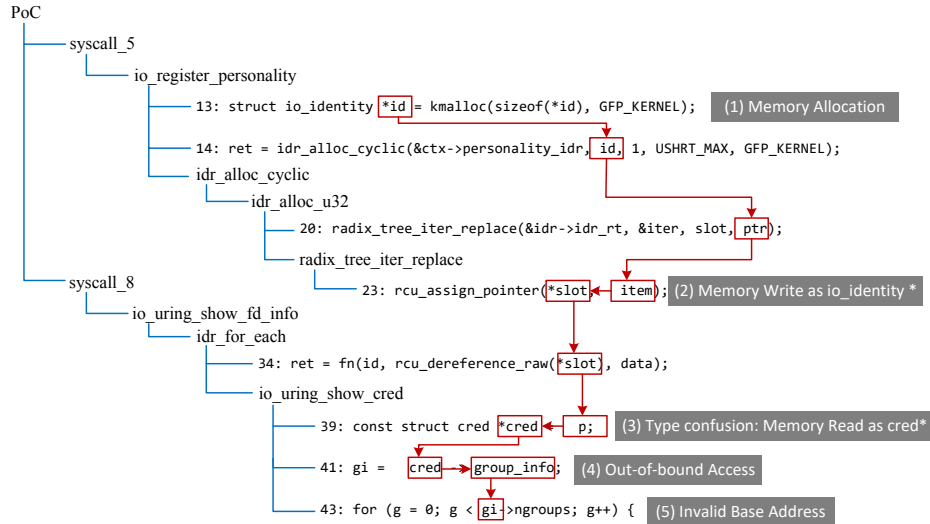 PoC
syscall_5
io_register_personality
13: struct io_identity *id = kmalloc(sizeof(*id), GFP_KERNEL); (1) Memory Allocation
14: ret = idr_alloc_cyclic(&ctx->personality_idr, id, 1, USHRT_MAX, GFP_KERNEL);
idr_alloc_cyclic
idr_alloc_u32
20: radix_tree_iter_replace(&idr->idr_rt, &iter, slot, ptr);
radix_tree_iter_replace
23: rcu_assign_pointer(*slot, item); (2) Memory Write as io_identity *
syscall_8
io_uring_show_fd_info
idr_for_each
34: ret = fn(id, rcu_dereference_raw(*slot), data);
io_uring_show_cred
39: const struct cred *cred = p; (3) Type confusion: Memory Read as cred*
41: gi = cred -> group_info; (4) Out-of-bound Access
43: for (g = 0; g < gi->ngroups; g++) { (5) Invalid Base Address